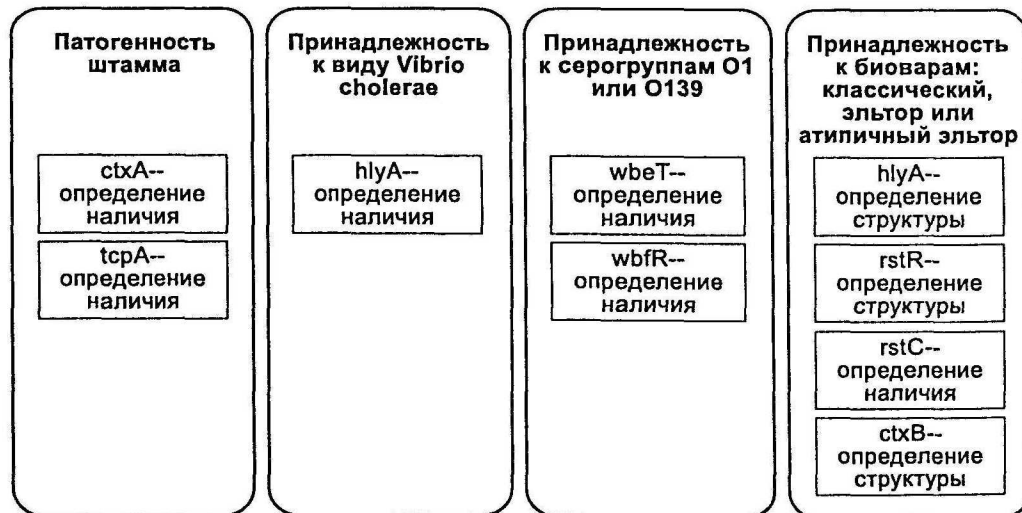 Патогенность
штамма
ctxA--
определение
наличия
tcpA--
определение
наличия
Принадлежность
к виду Vibrio
cholerae
hlyA--
определение
наличия
Принадлежность
к серогруппам О1
или О139
wbeT--
определение
наличия
wbfR--
определение
наличия
Принадлежность
к биоварам:
классический,
эльтор или
атипичный эльтор
hlyA--
определение
структуры
rstR--
определение
структуры
rstC--
определение
наличия
ctxB--
определение
структуры